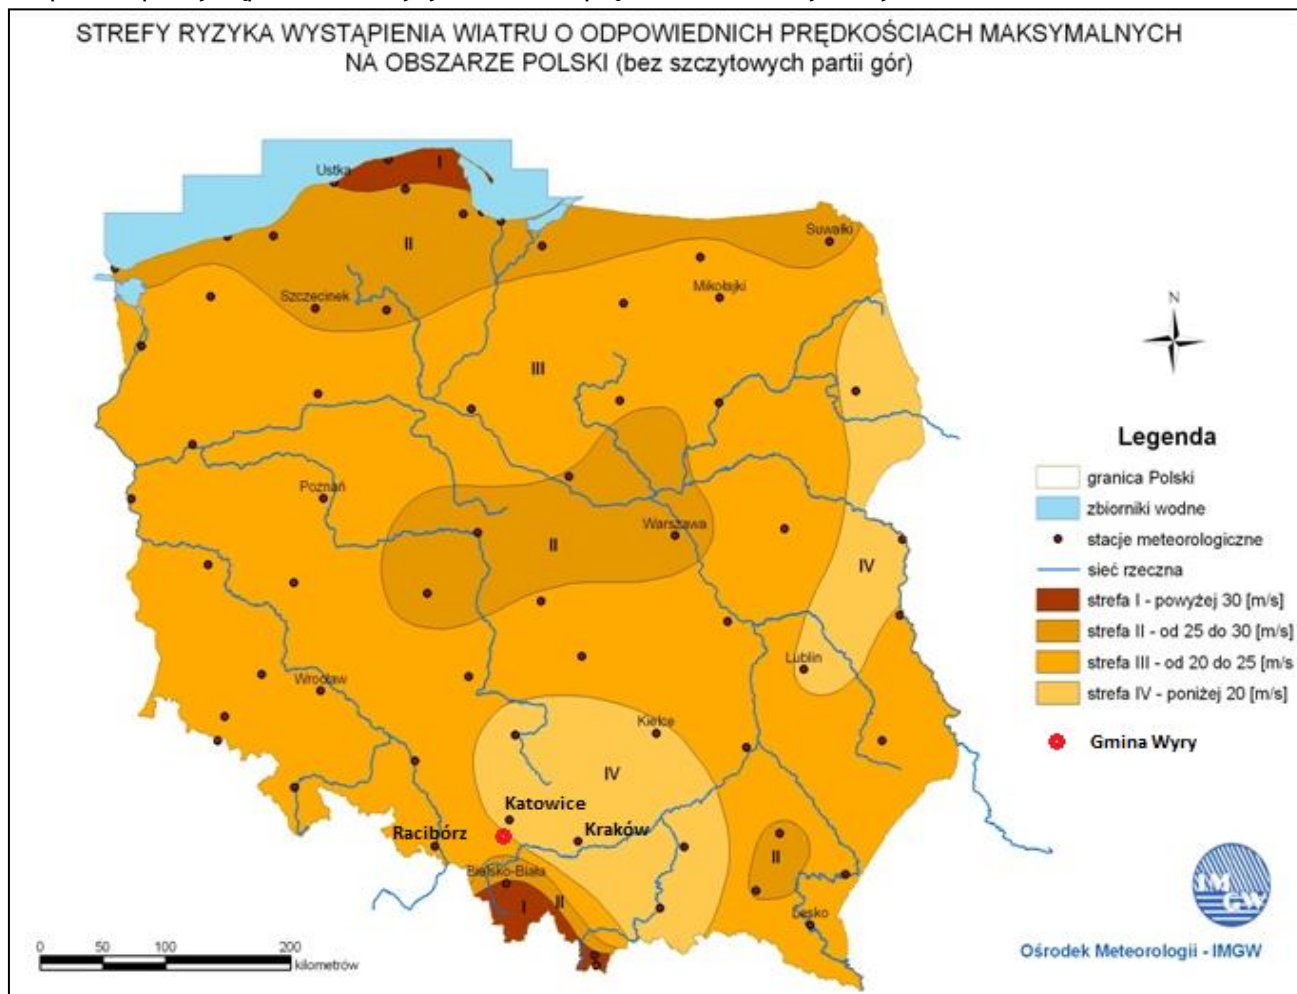 STREFY RYZYKA WYSTĄPIENIA WIATRU O ODPOWIEDNICH PRĘDKOŚCIACH MAKSYMALNYCH
NA OBSZARZE POLSKI (bez szczytowych partii gór)
Ustka
I
Suwałki
II
Szczecinek
Mikołajki
N
III
Legenda
granica Polski
zbiorniki wodne
stacje meteorologiczne
sieć rzeczna
strefa I - powyżej 30 [m/s]
strefa II - od 25 do 30 [m/s]
strefa III - od 20 do 25 [m/s
strefa IV - poniżej 20 [m/s]
Gmina Wyry
Poznań
Warszawa
II
IV
Lublin
Wrocław
Kielce
IV
Katowice
Racibórz
Kraków
II
Bielsko-Biała
I
II
Lesko
IM
GW
Ośrodek Meteorologii - IMGW
0 50 100 200
kilometrów